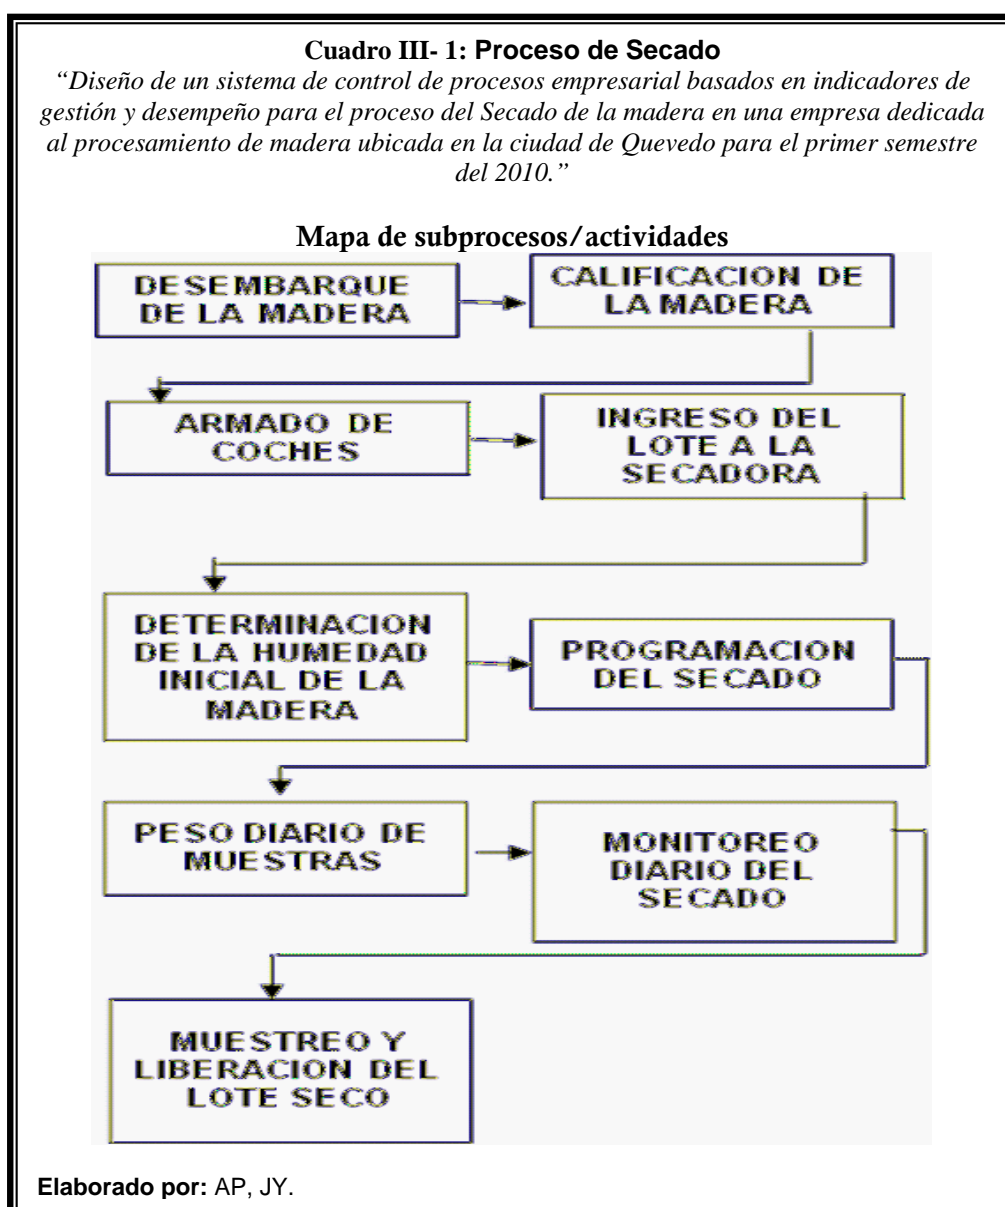 Cuadro III- 1: Proceso de Secado
“Diseño de un sistema de control de procesos empresarial basados en indicadores de
gestión y desempeño para el proceso del Secado de la madera en una empresa dedicada
al procesamiento de madera ubicada en la ciudad de Quevedo para el primer semestre
del 2010.”
Mapa de subprocesos/actividades
DESEMBARQUE
DE LA MADERA
CALIFICACION DE
LA MADERA
ARMADO DE
COCHES
INGRESO DEL
LOTE A LA
SECADORA
DETERMINACION
DE LA HUMEDAD
INICIAL DE LA
MADERA
PROGRAMACION
DEL SECADO
PESO DIARIO DE
MUESTRAS
MONITOREO
DIARIO DEL
SECADO
MUESTREO Y
LIBERACION DEL
LOTE SECO
Elaborado por: AP, JY.